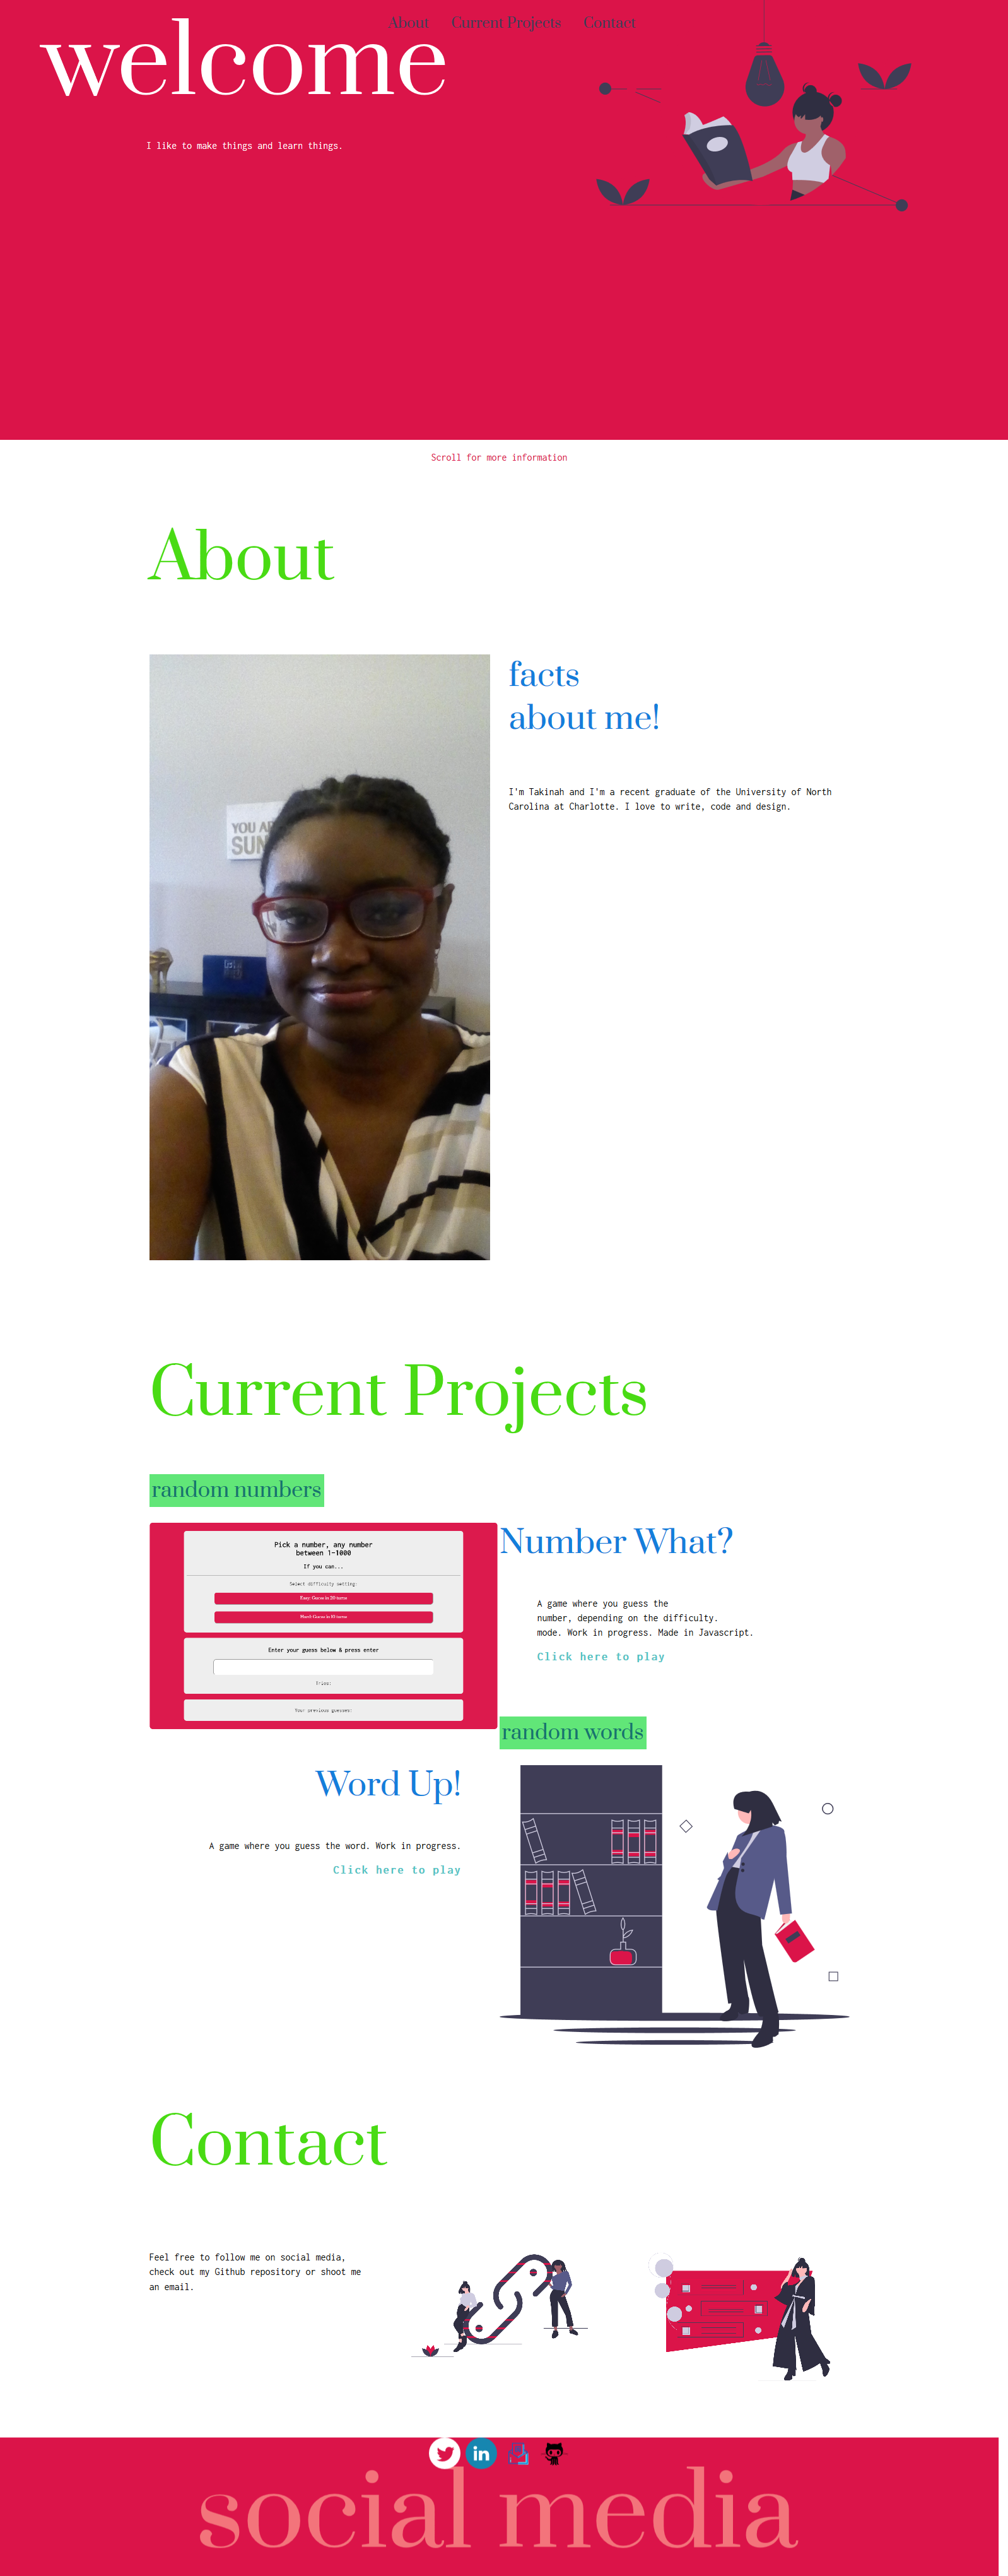 About Current Projects Contact
welcome
I like to make things and learn things.
Scroll for more information
About
YOU AR
SUN
facts
about me!
I'm Takinah and I'm a recent graduate of the University of North
Carolina at Charlotte. I love to write, code and design.
Current Projects
random numbers
Pick a number, any number
between 1-1000
If you can...
Select difficulty setting:
Easy: Guess in 20 turns
Hard: Guess in 10 turns
Enter your guess below & press enter
Tries:
Your previous guesses:
Number What?
A game where you guess the
number, depending on the difficulty.
mode. Work in progress. Made in Javascript.
Click here to play
random words
Word Up!
A game where you guess the word. Work in progress.
Click here to play
Contact
Feel free to follow me on social media,
check out my Github repository or shoot me
an email.
in
social media